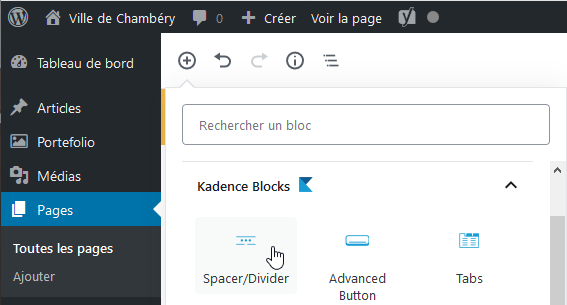 Ville de Chambéry 0 Créer Voir la page
Tableau de bord
Articles
Portefolio
Médias
Pages
Toutes les pages
Ajouter
Rechercher un bloc
Kadence Blocks
Spacer/Divider
Advanced
Button
Tabs